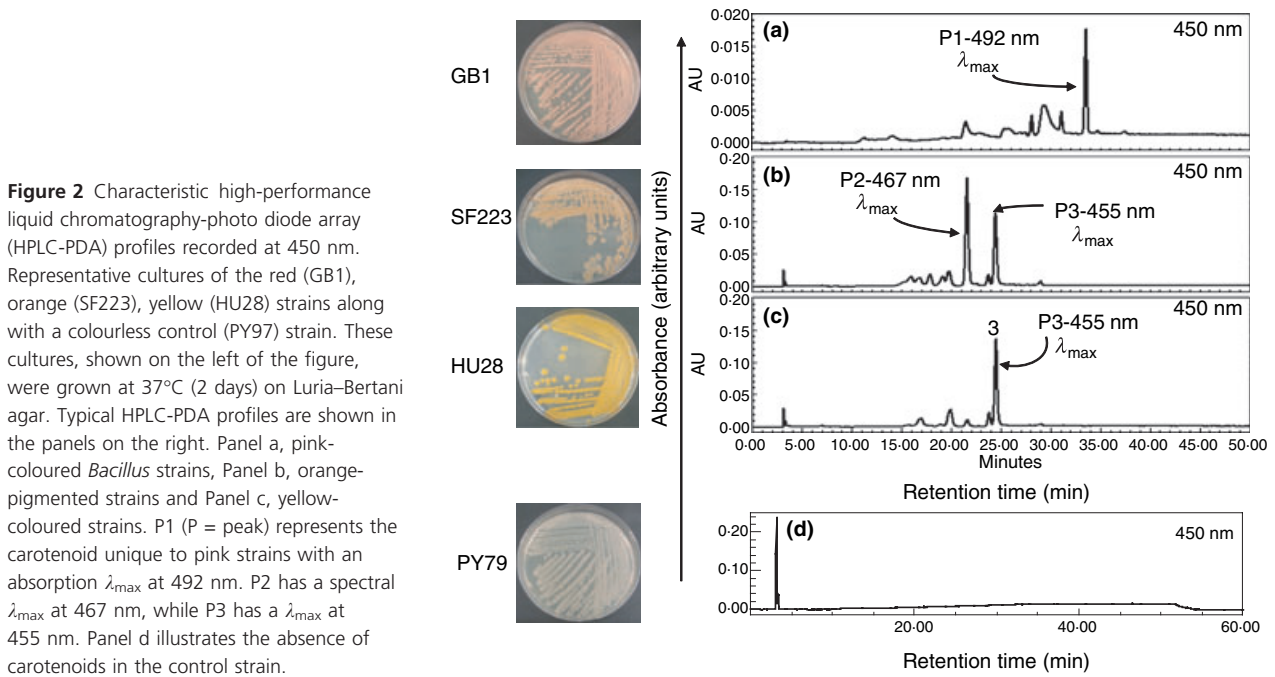 Figure 2 Characteristic high-performance
liquid chromatography-photo diode array
(HPLC-PDA) profiles recorded at 450 nm.
Representative cultures of the red (GB1),
orange (SF223), yellow (HU28) strains along
with a colourless control (PY97) strain. These
cultures, shown on the left of the figure,
were grown at 37°C (2 days) on Luria–Bertani
agar. Typical HPLC-PDA profiles are shown in
the panels on the right. Panel a, pink-
coloured Bacillus strains, Panel b, orange-
pigmented strains and Panel c, yellow-
coloured strains. P1 (P = peak) represents the
carotenoid unique to pink strains with an
absorption λmax at 492 nm. P2 has a spectral
λmax at 467 nm, while P3 has a λmax at
455 nm. Panel d illustrates the absence of
carotenoids in the control strain.
GB1
SF223
HU28
PY79
Absorbance (arbitrary units)
(a)
450 nm
P1-492 nm
λmax
AU
0·020
0·015
0·010
0·005
0·000
(b)
450 nm
P2-467 nm
λmax
P3-455 nm
λmax
AU
0·20
0·15
0·10
0·05
0·00
(c)
450 nm
3
P3-455 nm
λmax
AU
0·20
0·15
0·10
0·05
0·00
0·00 5·00 10·00 15·00 20·00 25·00 30·00 35·00 40·00 45·00 50·00
Minutes
Retention time (min)
(d)
450 nm
0·20
0·10
0·00
20·00 40·00 60·00
Retention time (min)